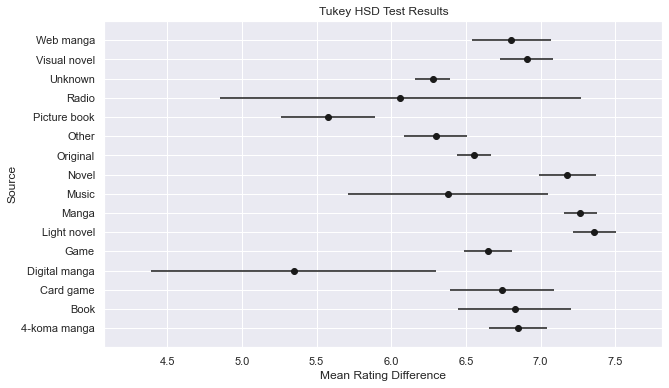 Tukey HSD Test Results
Web manga
Visual novel
Unknown
Radio
Picture book
Other
Original
Novel
Music
Manga
Light novel
Game
Digital manga
Card game
Book
4-koma manga
Source
4.5 5.0 5.5 6.0 6.5 7.0 7.5
Mean Rating Difference